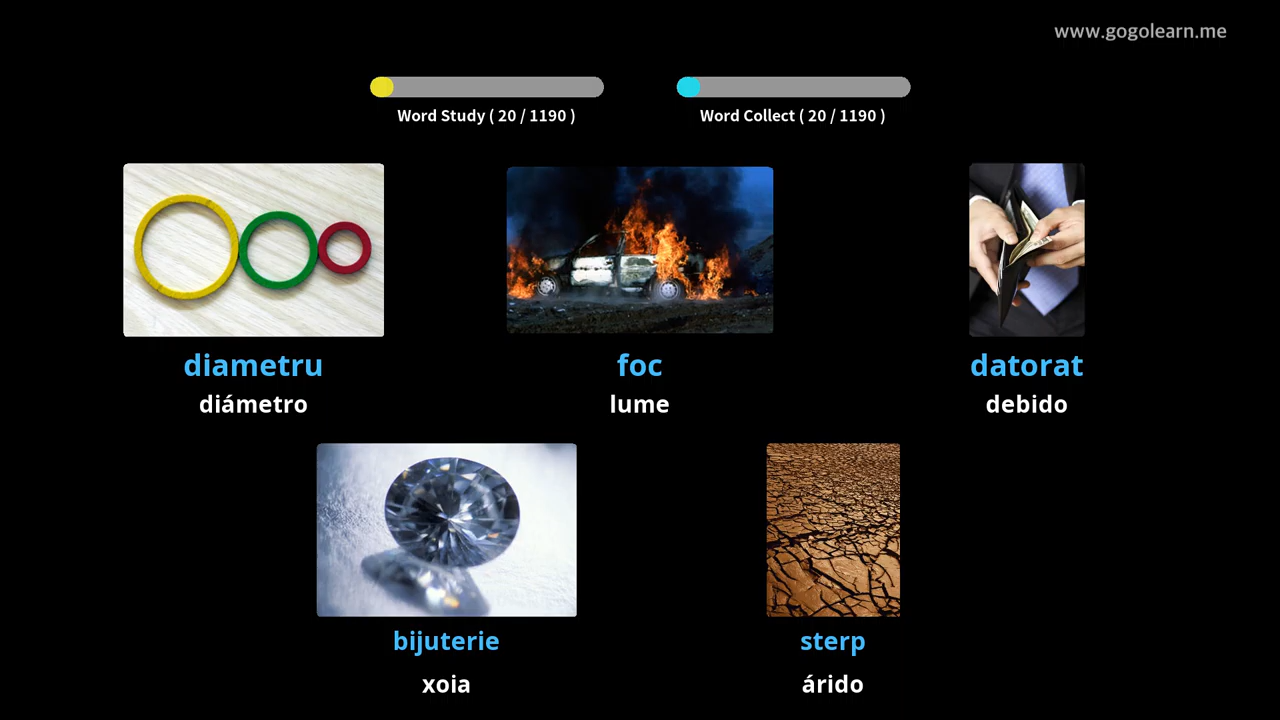 www.gogolearn.me
Word Study ( 20 / 1190 )
Word Collect ( 20 / 1190 )
diametru
diámetro
foc
lume
datorat
debido
bijuterie
xoia
sterp
árido